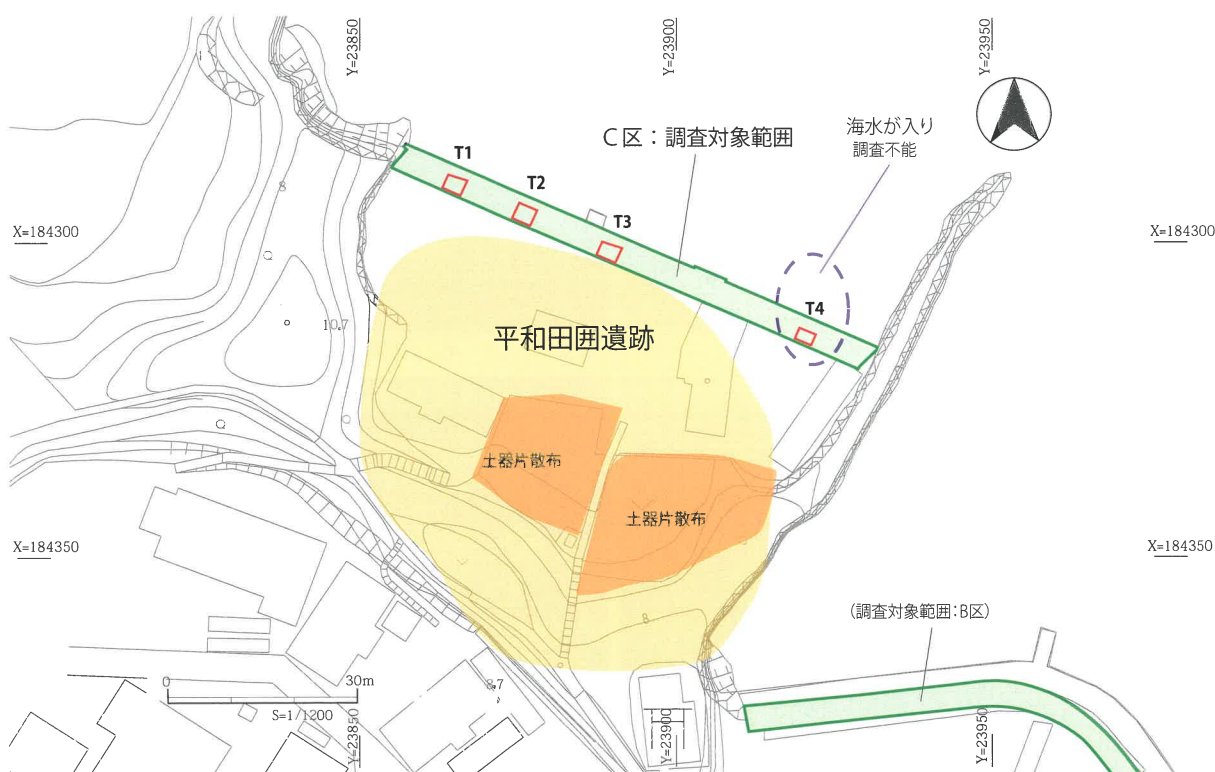 Y=23850
Y=23900
Y=23950
C区：調査対象範囲
海水が入り
調査不能
T1
T2
T3
T4
8
X=184300
X=184300
10.7
平和田囲遺跡
土器片散布
土器片散布
X=184350
X=184350
8
(調査対象範囲:B区)
8.7
0
30m
S=1/1200
Y=23850
Y=23900
Y=23950